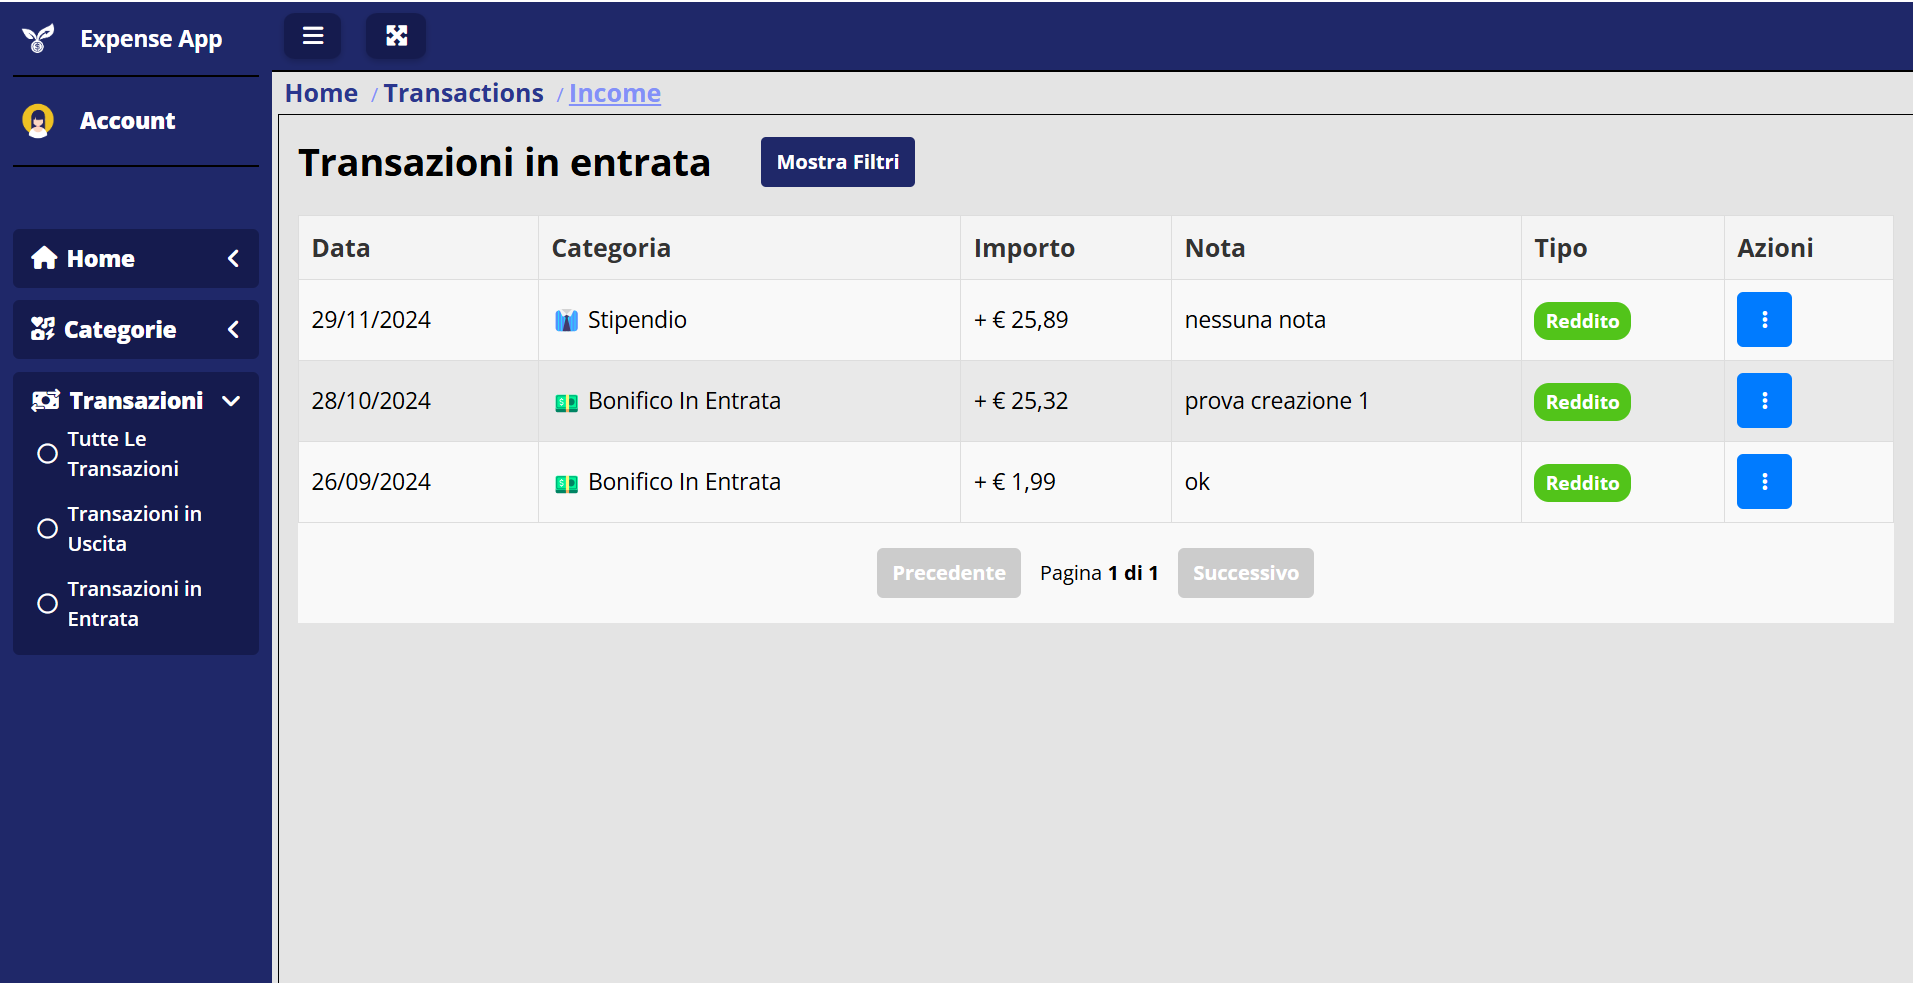 Expense App
Account
Home
Categorie
Transazioni
Tutte Le
Transazioni
Transazioni in
Uscita
Transazioni in
Entrata
Home / Transactions / Income
Transazioni in entrata
Mostra Filtri
Data Categoria Importo Nota Tipo Azioni
29/11/2024 Stipendio + € 25,89 nessuna nota Reddito
28/10/2024 Bonifico In Entrata + € 25,32 prova creazione 1 Reddito
26/09/2024 Bonifico In Entrata + € 1,99 ok Reddito
Precedente Pagina 1 di 1 Successivo